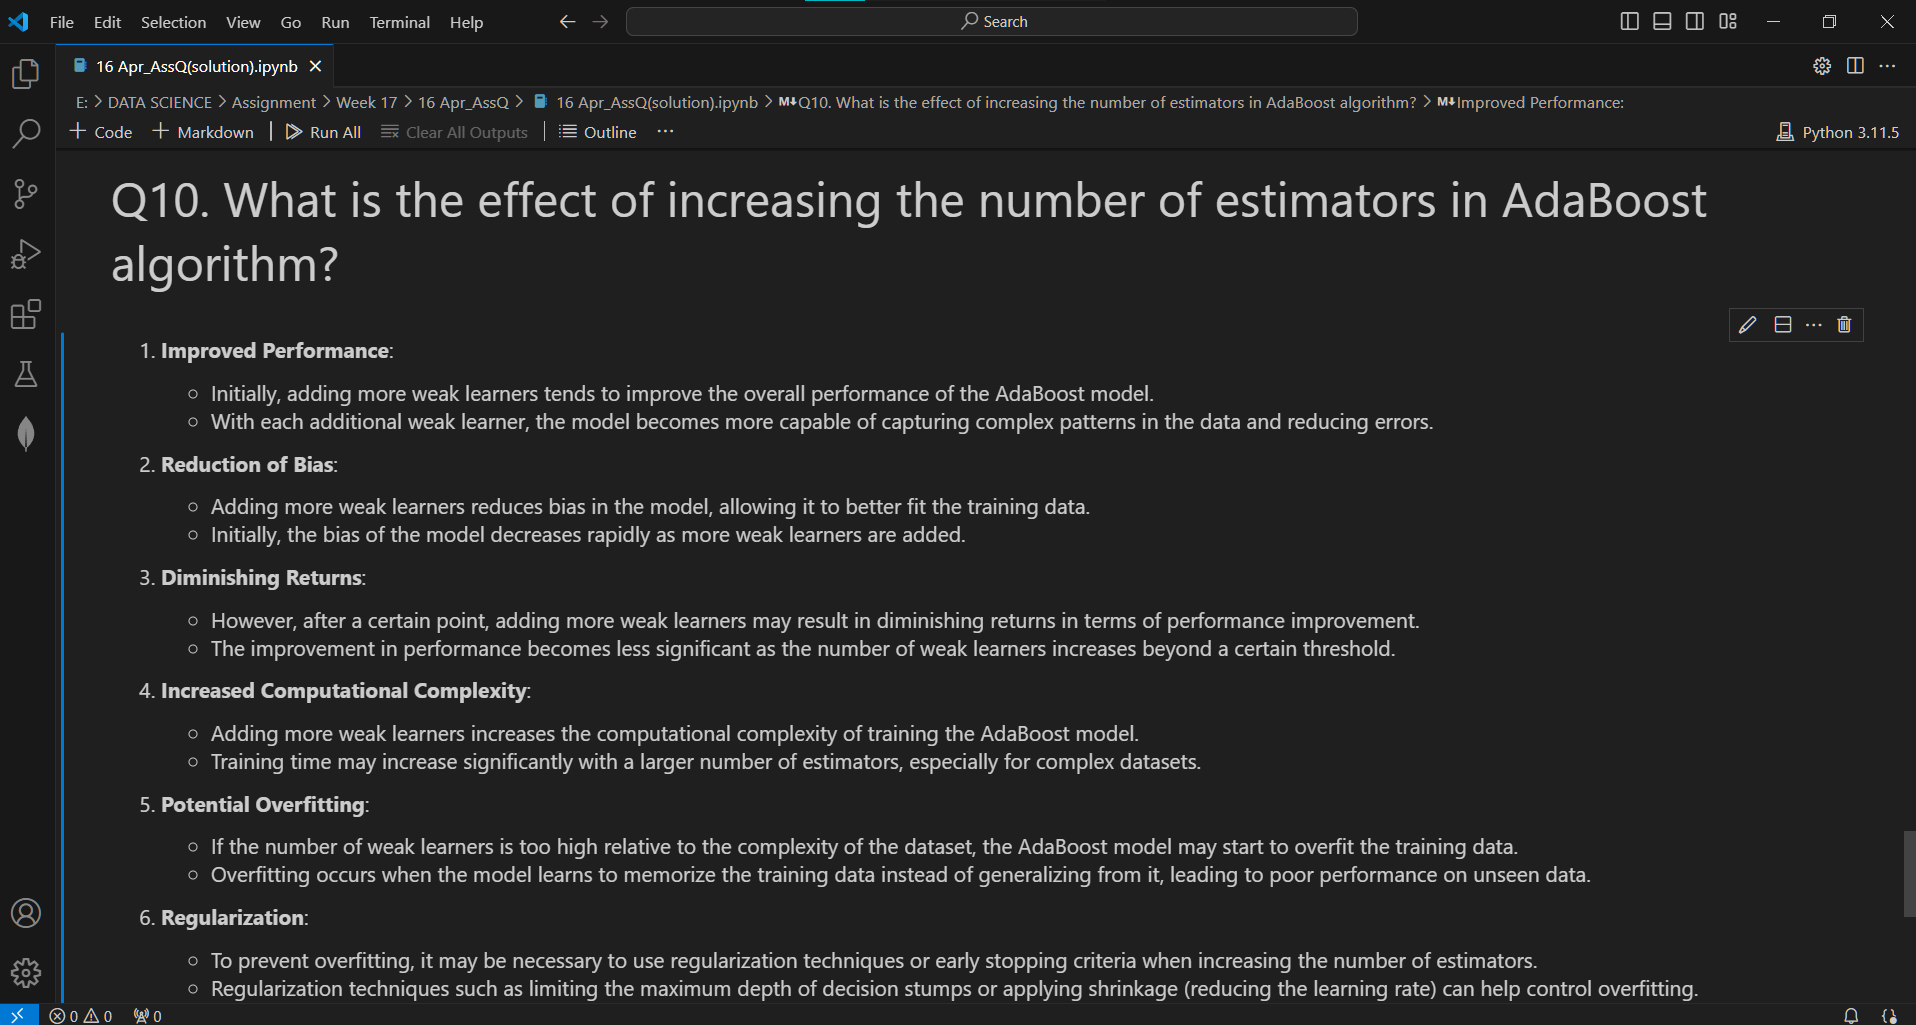 File Edit Selection View Go Run Terminal Help Search
16 Apr_AssQ(solution).ipynb
E: > DATA SCIENCE > Assignment > Week 17 > 16 Apr_AssQ > 16 Apr_AssQ(solution).ipynb > M↓Q10. What is the effect of increasing the number of estimators in AdaBoost algorithm? > M↓Improved Performance:
+ Code + Markdown | Run All Clear All Outputs | Outline ··· Python 3.11.5
Q10. What is the effect of increasing the number of estimators in AdaBoost
algorithm?
1. Improved Performance:
○ Initially, adding more weak learners tends to improve the overall performance of the AdaBoost model.
○ With each additional weak learner, the model becomes more capable of capturing complex patterns in the data and reducing errors.
2. Reduction of Bias:
○ Adding more weak learners reduces bias in the model, allowing it to better fit the training data.
○ Initially, the bias of the model decreases rapidly as more weak learners are added.
3. Diminishing Returns:
○ However, after a certain point, adding more weak learners may result in diminishing returns in terms of performance improvement.
○ The improvement in performance becomes less significant as the number of weak learners increases beyond a certain threshold.
4. Increased Computational Complexity:
○ Adding more weak learners increases the computational complexity of training the AdaBoost model.
○ Training time may increase significantly with a larger number of estimators, especially for complex datasets.
5. Potential Overfitting:
○ If the number of weak learners is too high relative to the complexity of the dataset, the AdaBoost model may start to overfit the training data.
○ Overfitting occurs when the model learns to memorize the training data instead of generalizing from it, leading to poor performance on unseen data.
6. Regularization:
○ To prevent overfitting, it may be necessary to use regularization techniques or early stopping criteria when increasing the number of estimators.
○ Regularization techniques such as limiting the maximum depth of decision stumps or applying shrinkage (reducing the learning rate) can help control overfitting.
0 0 0